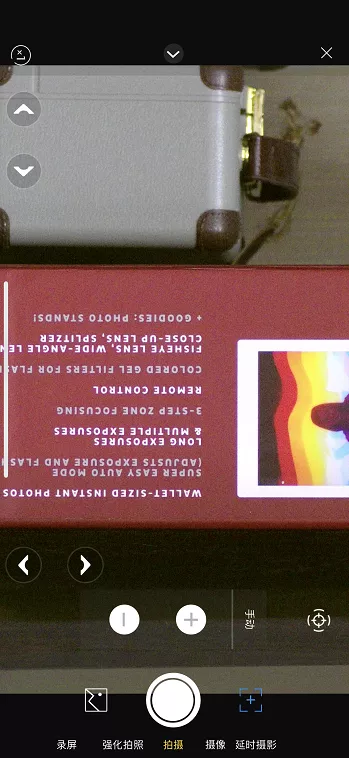 x1
WALLET-SIZED INSTANT PHOTOS
SUPER EASY AUTO MODE
(ADJUSTS EXPOSURE AND
LONG EXPOSURES
& MULTIPLE EXPOSURES
3-STEP ZONE FOCUSING
REMOTE CONTROL
COLORED GEL FILTERS FOR
FISHEYE LENS, WIDE-ANGLE
CLOSE-UP LENS, SPLITZER
+ GOODIES: PHOTO STANDS!
手动
录屏 强化拍照 拍摄 摄像 延时摄影